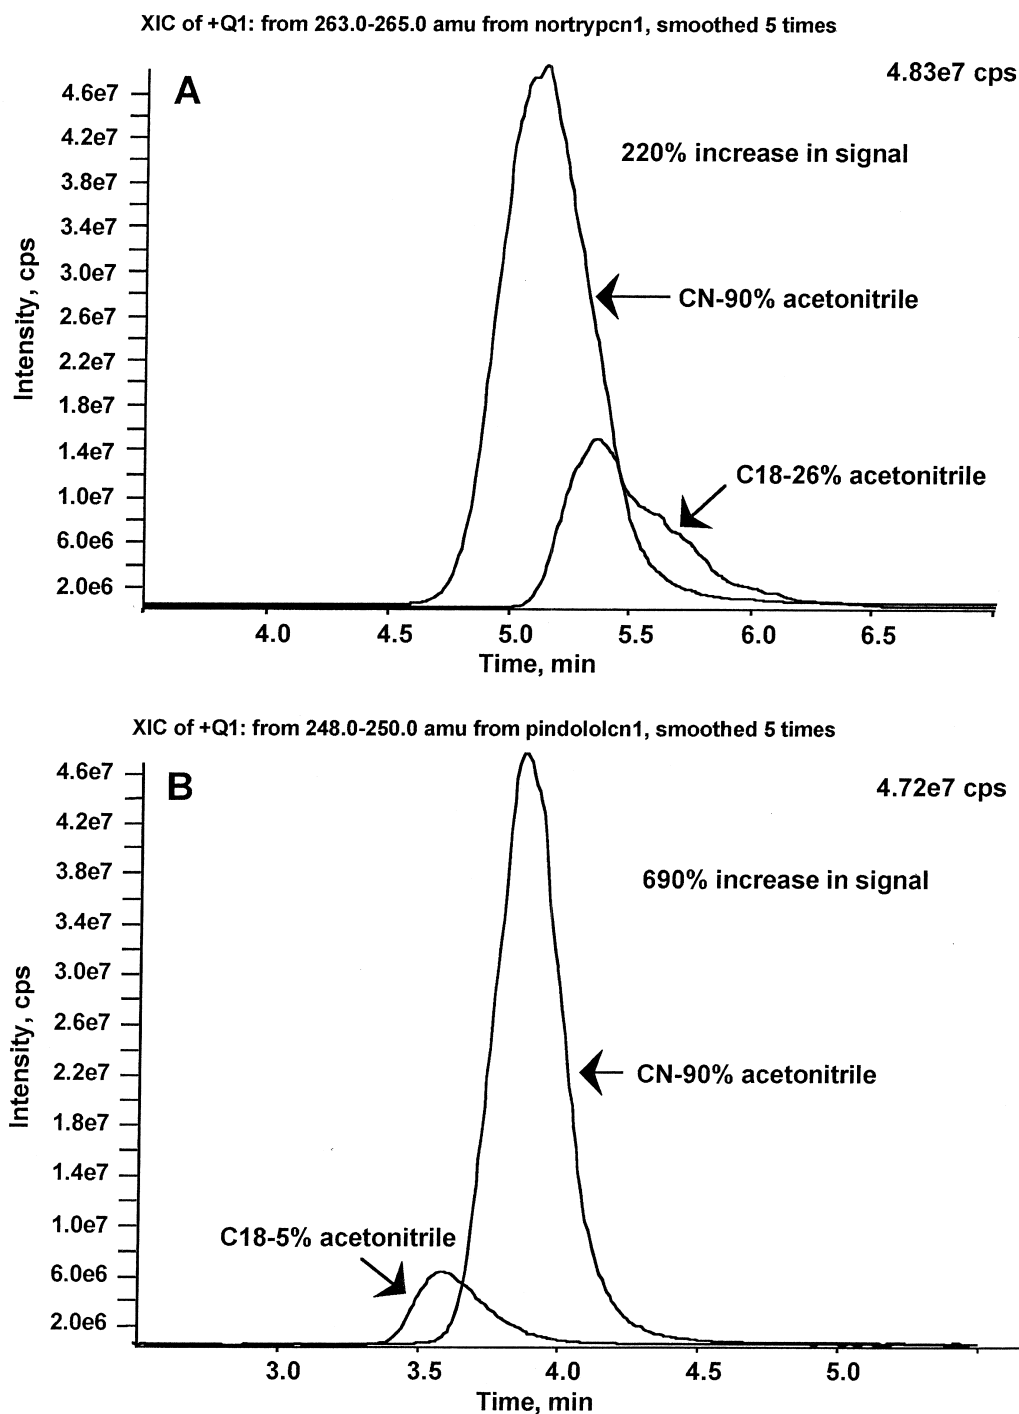 XIC of +Q1: from 263.0-265.0 amu from nortrypcn1, smoothed 5 times
A
4.83e7 cps
220% increase in signal
CN-90% acetonitrile
C18-26% acetonitrile
Intensity, cps
4.6e7
4.2e7
3.8e7
3.4e7
3.0e7
2.6e7
2.2e7
1.8e7
1.4e7
1.0e7
6.0e6
2.0e6
4.0 4.5 5.0 5.5 6.0 6.5
Time, min
XIC of +Q1: from 248.0-250.0 amu from pindololcn1, smoothed 5 times
B
4.72e7 cps
690% increase in signal
CN-90% acetonitrile
C18-5% acetonitrile
Intensity, cps
4.6e7
4.2e7
3.8e7
3.4e7
3.0e7
2.6e7
2.2e7
1.8e7
1.4e7
1.0e7
6.0e6
2.0e6
3.0 3.5 4.0 4.5 5.0
Time, min